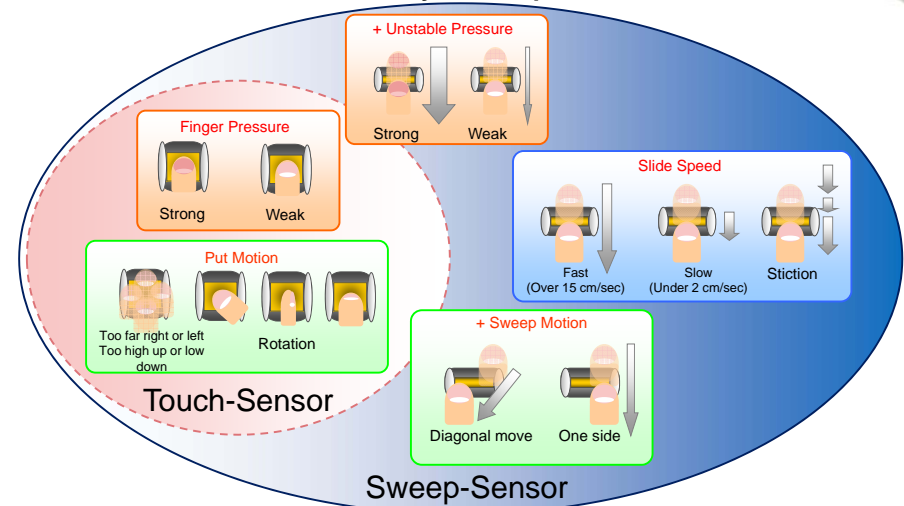 + Unstable Pressure
Strong
Weak
Finger Pressure
Strong
Weak
Slide Speed
Fast
(Over 15 cm/sec)
Slow
(Under 2 cm/sec)
Stiction
Put Motion
Too far right or left
Too high up or low
down
Rotation
+ Sweep Motion
Diagonal move
One side
Touch-Sensor
Sweep-Sensor